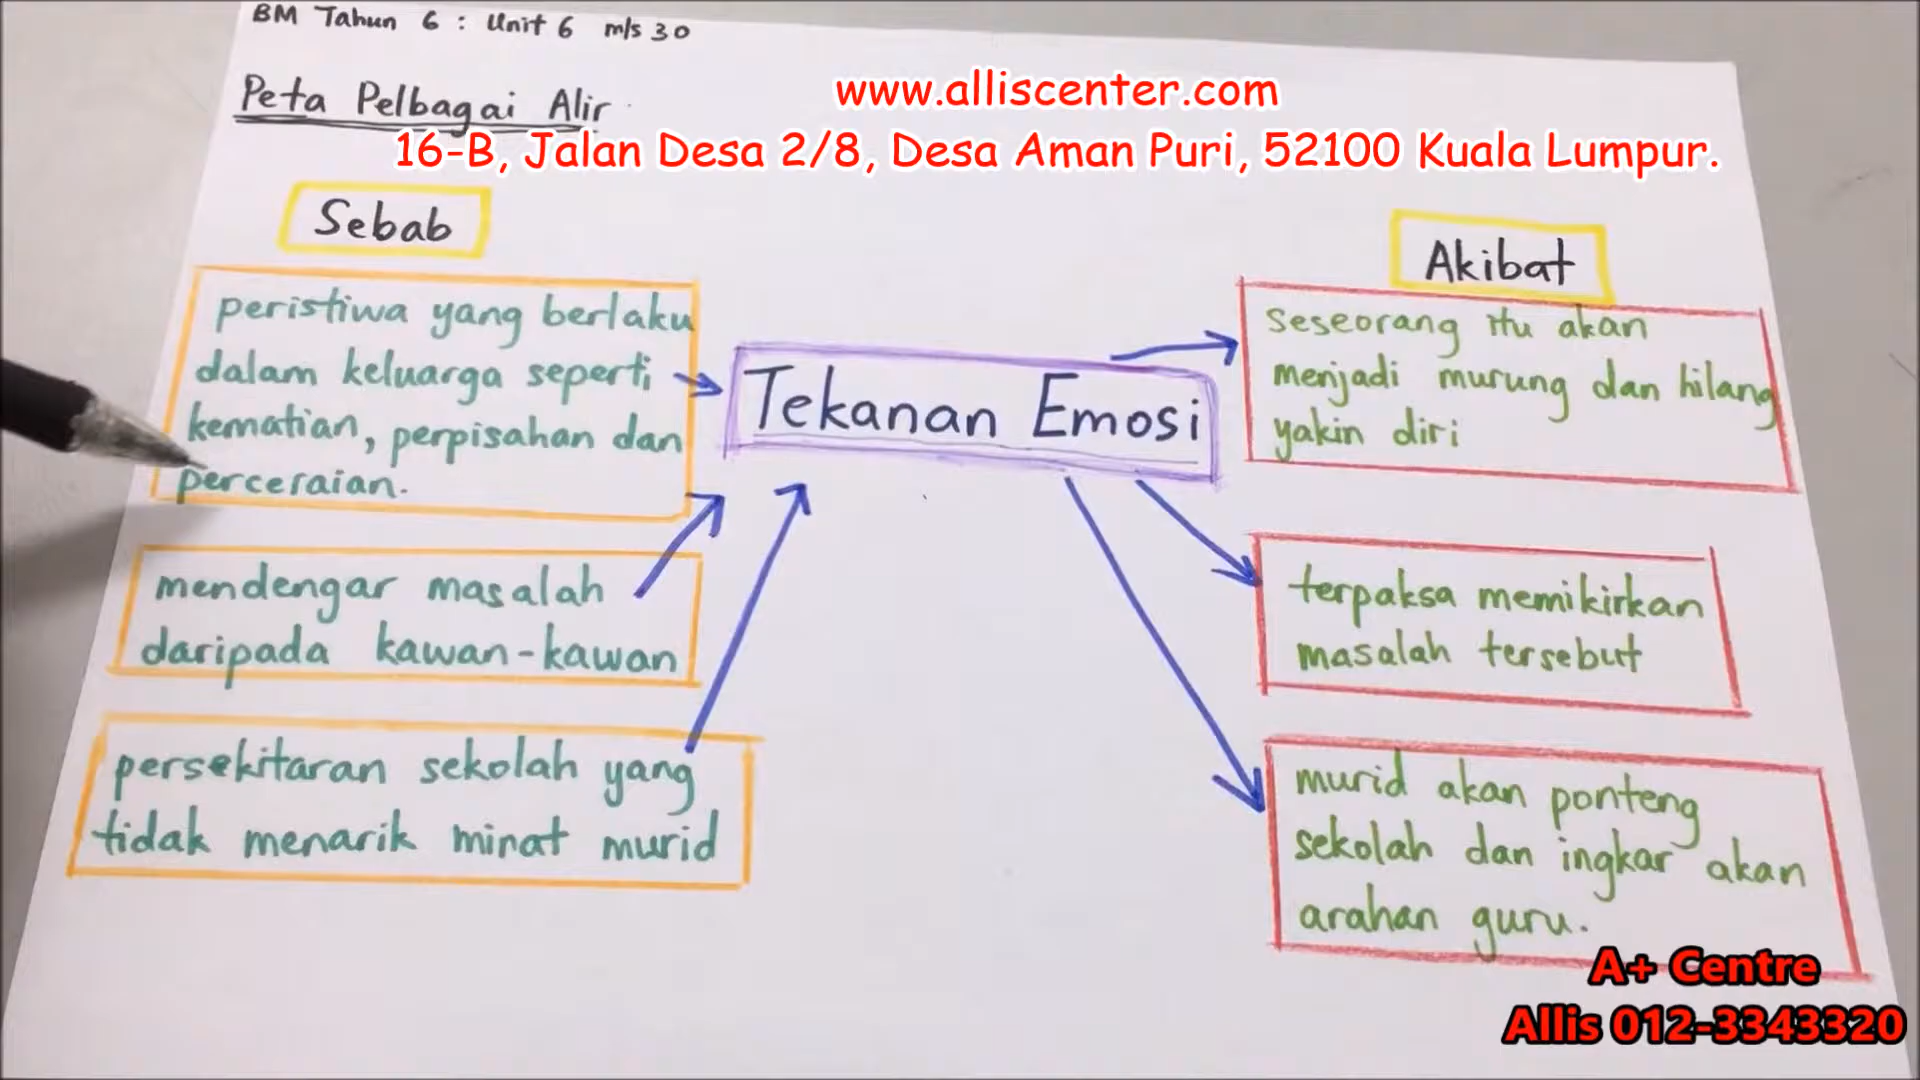 BM Tahun 6 : Unit 6 m/s 30
Peta Pelbagai Alir
www.alliscenter.com
16-B, Jalan Desa 2/8, Desa Aman Puri, 52100 Kuala Lumpur.
Sebab
peristiwa yang berlaku
dalam keluarga seperti
kematian, perpisahan dan
perceraian.
mendengar masalah
daripada kawan-kawan
persekitaran sekolah yang
tidak menarik minat murid
Tekanan Emosi
Akibat
seseorang itu akan
menjadi murung dan hilang
yakin diri
terpaksa memikirkan
masalah tersebut
murid akan ponteng
sekolah dan ingkar akan
arahan guru.
A+ Centre
Allis 012-3343320